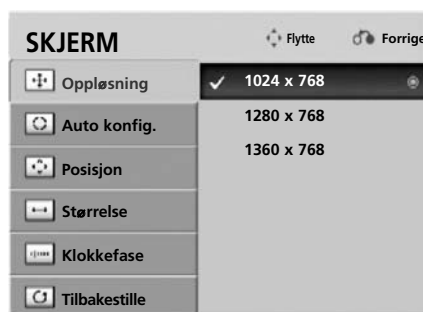 SKJERM Flytte Forrige
Oppløsning 1024 x 768
Auto konfig. 1280 x 768
Posisjon 1360 x 768
Størrelse
Klokkefase
Tilbakestille